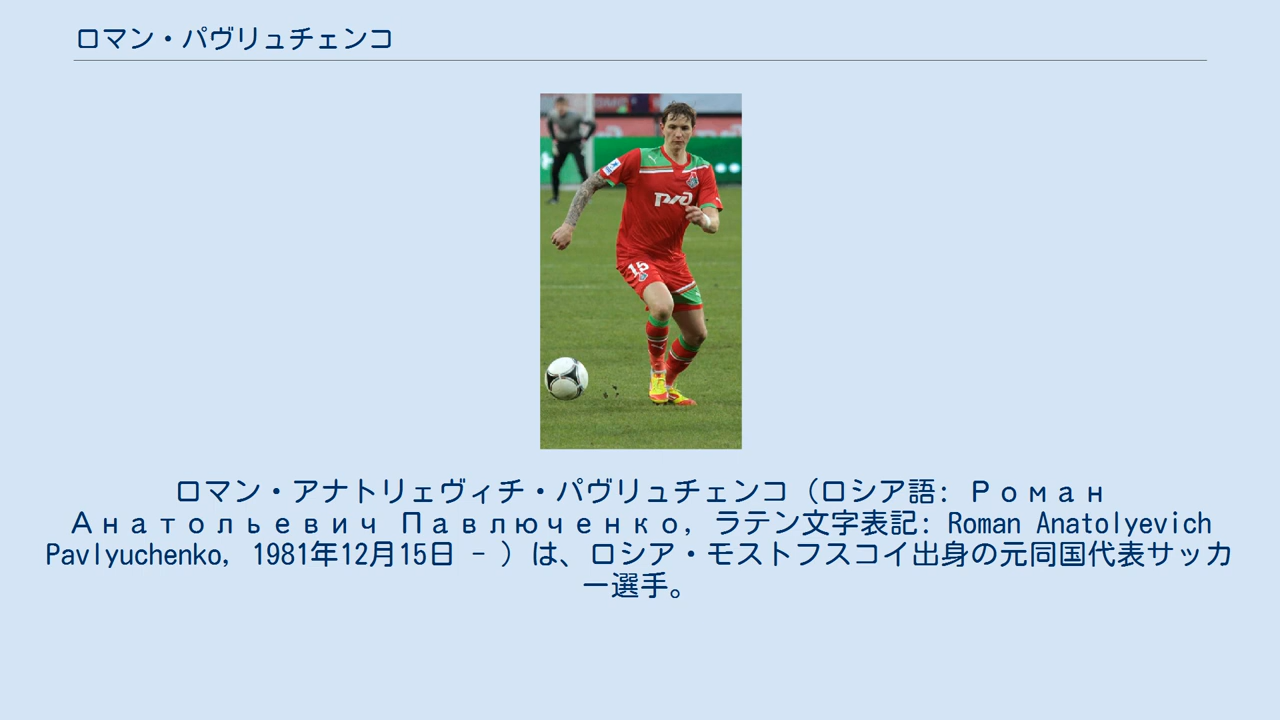 ロマン・パヴリュチェンコ
РЖД
15
ロマン・アナトリェヴィチ・パヴリュチェンコ（ロシア語: Роман
Анатольевич Павлюченко, ラテン文字表記: Roman Anatolyevich
Pavlyuchenko, 1981年12月15日 - ）は、ロシア・モストフスコイ出身の元同国代表サッカ
ー選手。